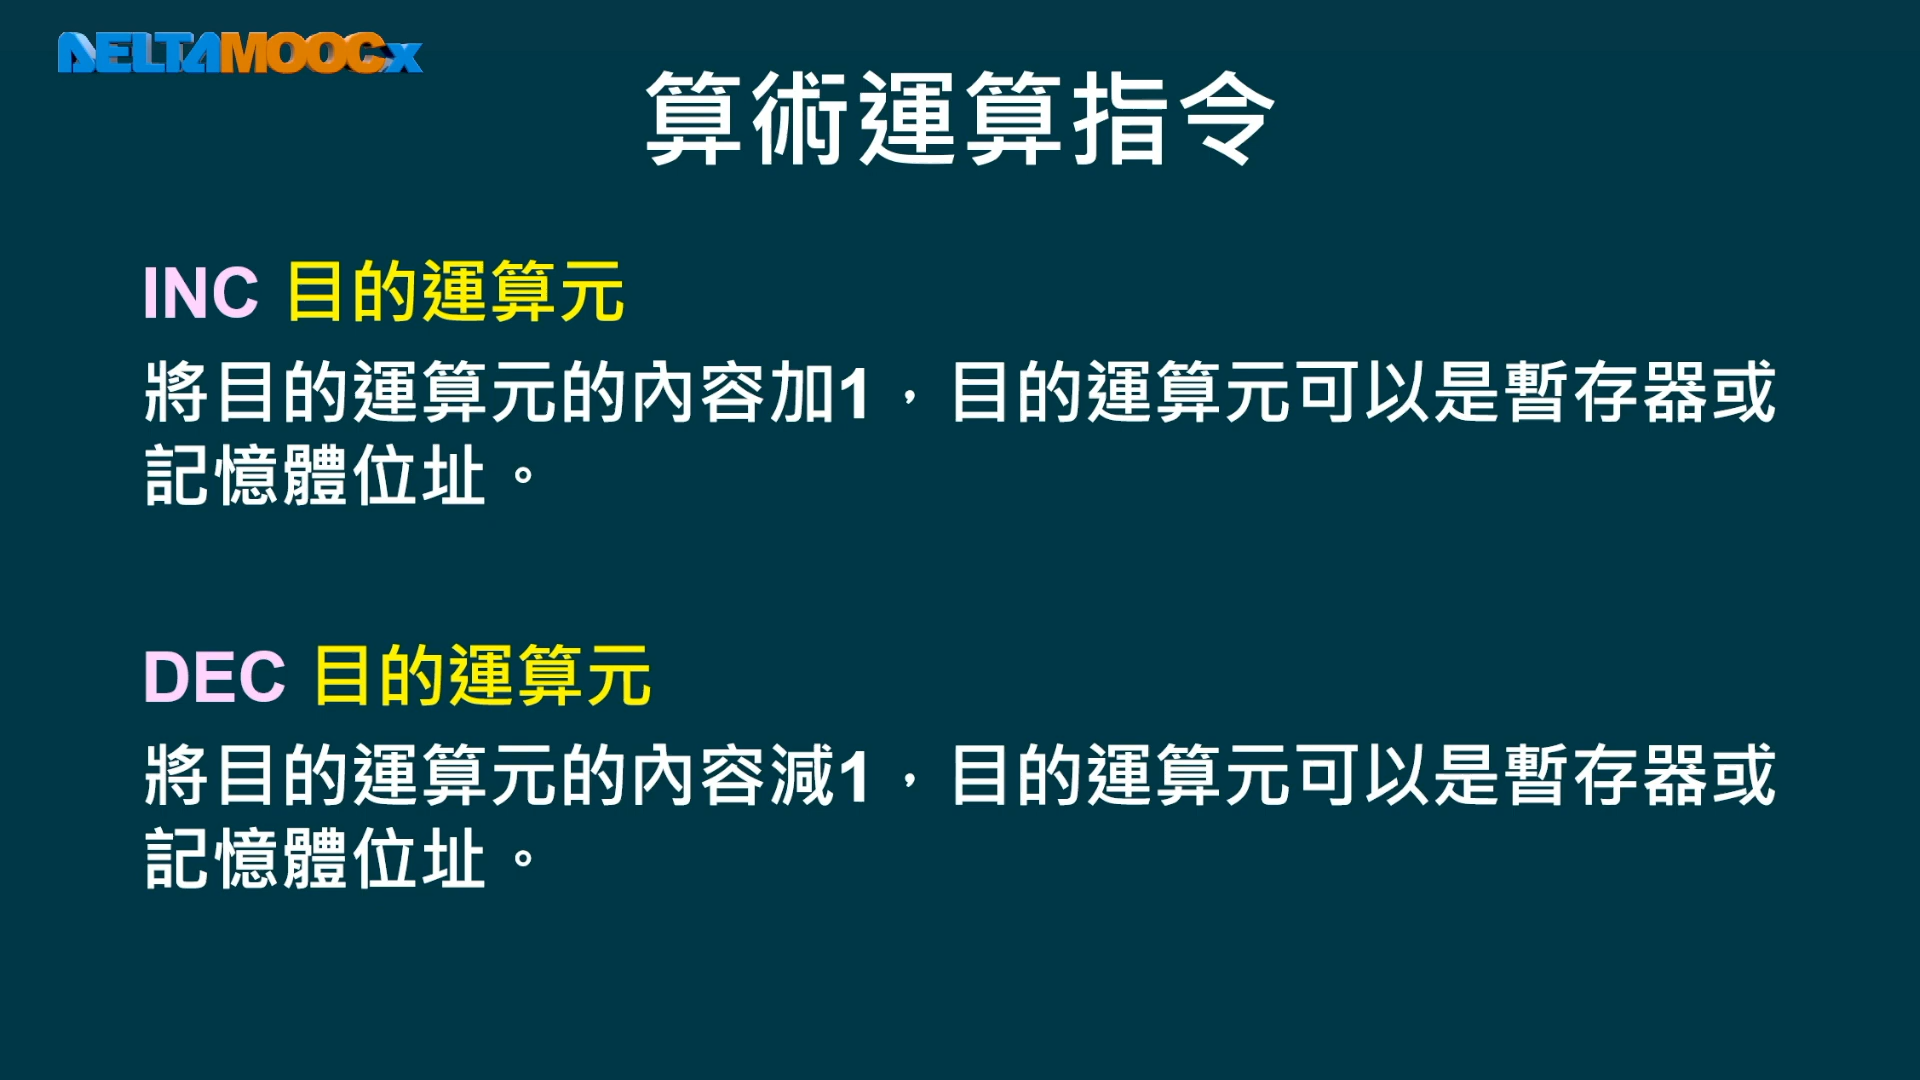 DELTAMOOCx
算術運算指令
INC 目的運算元
將目的運算元的內容加1，目的運算元可以是暫存器或
記憶體位址。
DEC 目的運算元
將目的運算元的內容減1，目的運算元可以是暫存器或
記憶體位址。